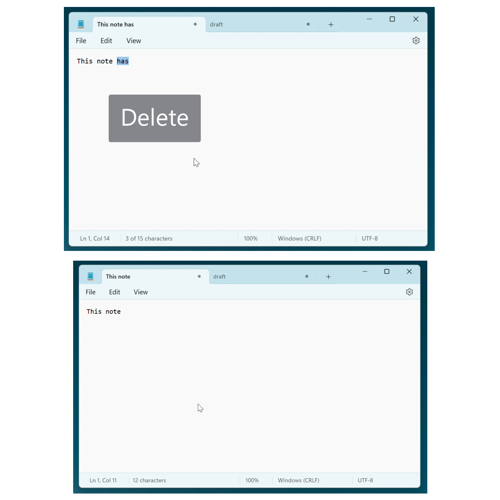 This note has
draft
File Edit View
This note has
Delete
Ln 1, Col 14 3 of 15 characters 100% Windows (CRLF) UTF-8
This note
draft
File Edit View
This note
Ln 1, Col 11 12 characters 100% Windows (CRLF) UTF-8